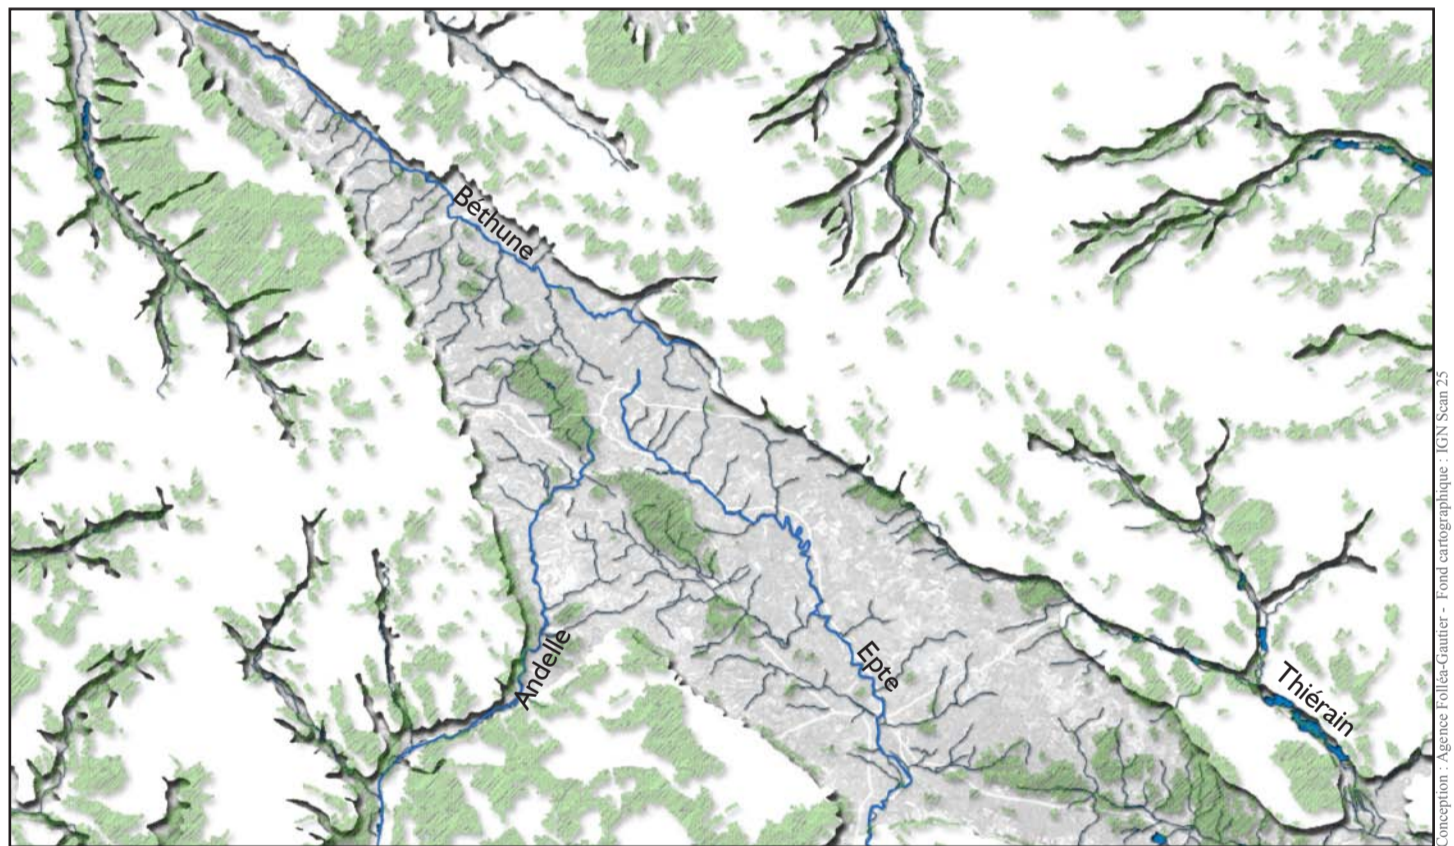 Béthune
Andelle
Epte
Thiérain
Conception : Agence Folléa-Gautier - Fond cartographique : IGN Scan 25